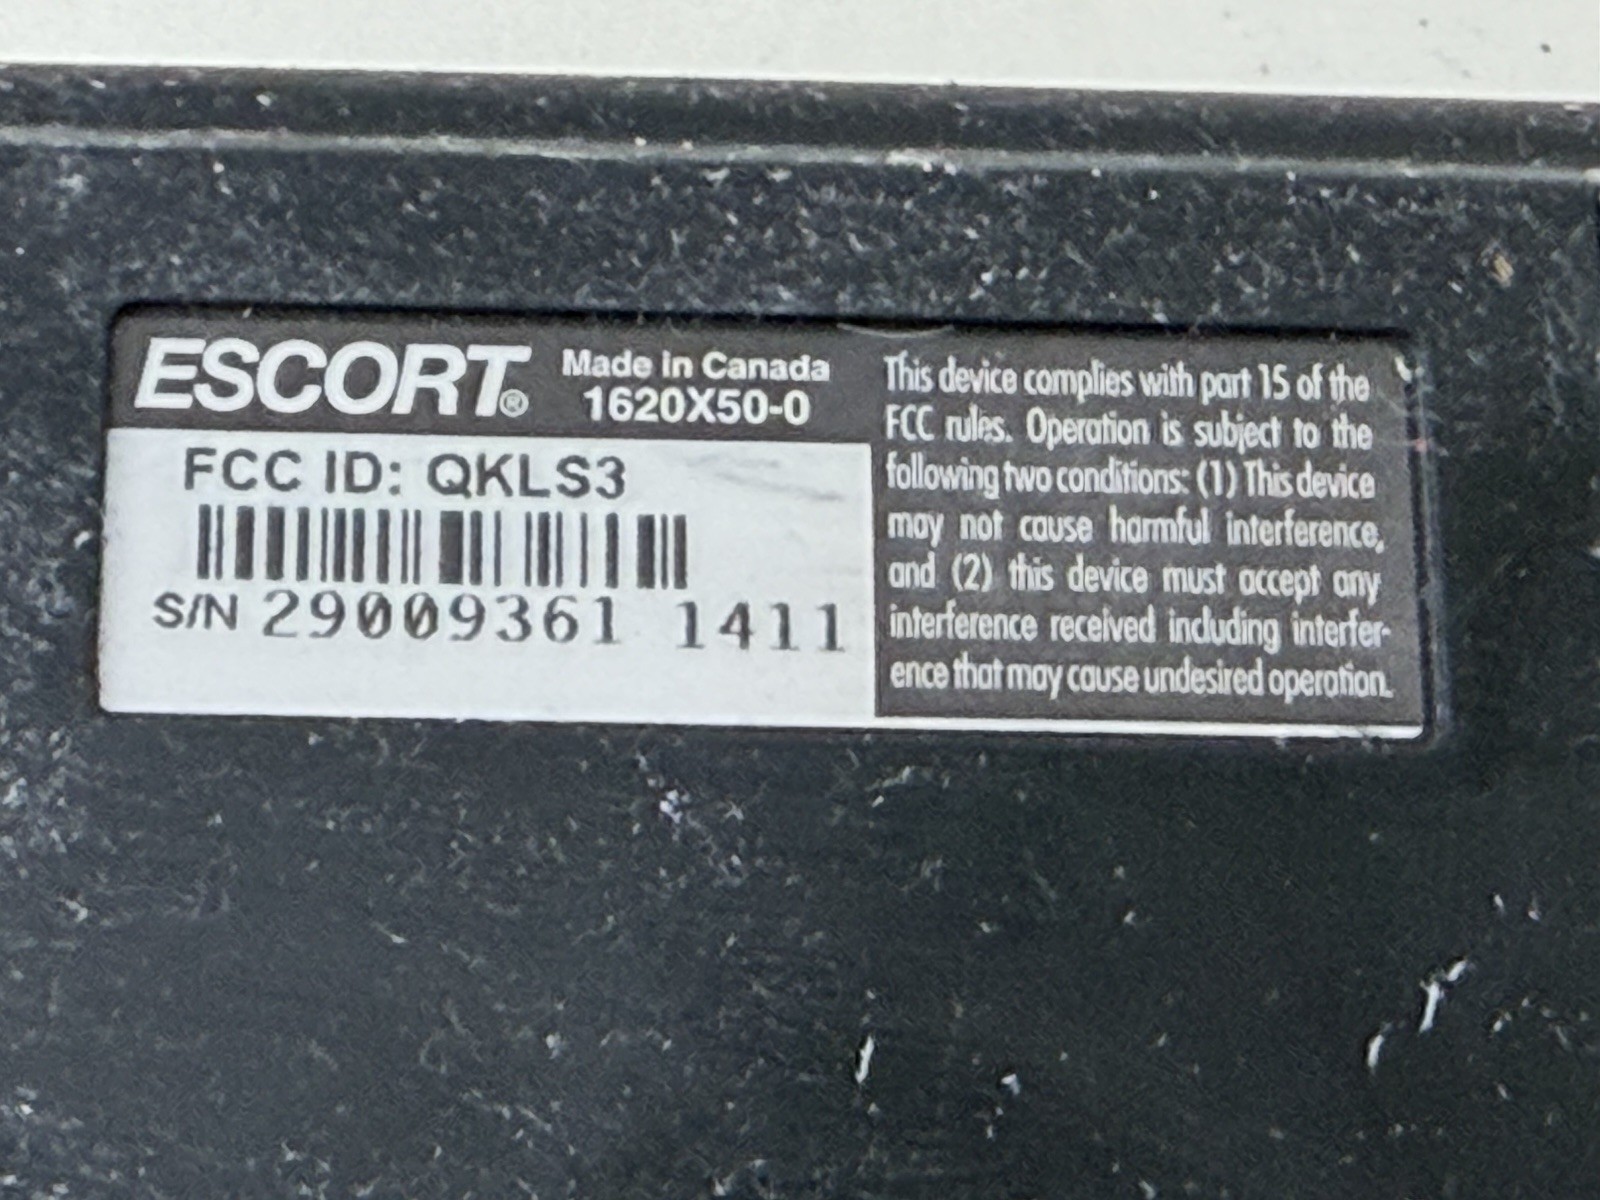 ESCORT®
Made in Canada
1620X50-0
FCC ID: QKLS3
S/N 29009361 1411
This device complies with part 15 of the
FCC rules. Operation is subject to the
following two conditions: (1) This device
may not cause harmful interference,
and (2) this device must accept any
interference received including interfer-
ence that may cause undesired operation.